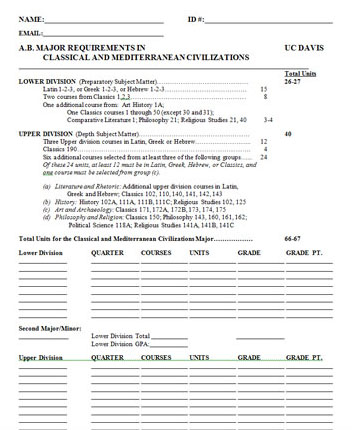 NAME: ID #:
EMAIL:
A.B. MAJOR REQUIREMENTS IN UC DAVIS
CLASSICAL AND MEDITERRANEAN CIVILIZATIONS
Total Units
LOWER DIVISION (Preparatory Subject Matter) 26-27
Latin 1-2-3, or Greek 1-2-3, or Hebrew 1-2-3 15
Two courses from Classics 1,2,3 8
One additional course from: Art History 1A;
One Classics course 1 through 50 (except 30 and 31);
Comparative Literature 1; Philosophy 21; Religious Studies 21, 40 3-4
UPPER DIVISION (Depth Subject Matter) 40
Three Upper division courses in Latin, Greek or Hebrew 12
Classics 190 4
Six additional courses selected from at least three of the following groups 24
Of these 24 units, at least 12 must be in Latin, Greek, Hebrew, or Classics, and
one course must be selected from group (c).
(a) Literature and Rhetoric: Additional upper division courses in Latin,
Greek and Hebrew; Classics 102, 110, 140, 141, 142, 143
(b) History: History 102A, 111A, 111B, 111C; Religious Studies 102, 125
(c) Art and Archaeology: Classics 171, 172A, 172B, 173, 174, 175
(d) Philosophy and Religion: Classics 150; Philosophy 143, 160, 161, 162;
Political Science 118A; Religious Studies 141A, 141B, 141C
Total Units for the Classical and Mediterranean Civilizations Major 66-67
Lower Division QUARTER COURSES UNITS GRADE GRADE PT.
Second Major/Minor:
Lower Division Total
Lower Division GPA:
Upper Division QUARTER COURSES UNITS GRADE GRADE PT.